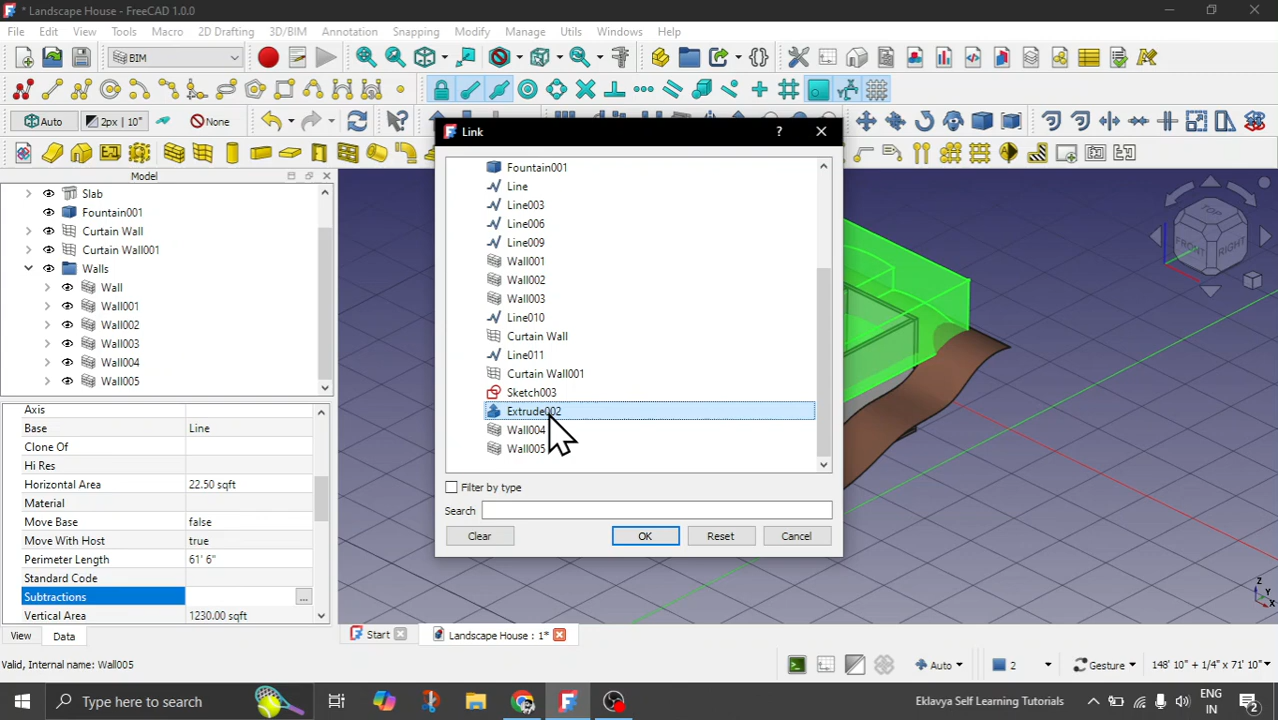 * Landscape House - FreeCAD 1.0.0
File Edit View Tools Macro 2D Drafting 3D/BIM Annotation Snapping Modify Manage Utils Windows Help
BIM
Auto 2px | 10" None
Model
Slab
Fountain001
Curtain Wall
Curtain Wall001
Walls
Wall
Wall001
Wall002
Wall003
Wall004
Wall005
Axis
Base Line
Clone Of
Hi Res
Horizontal Area 22.50 sqft
Material
Move Base false
Move With Host true
Perimeter Length 61' 6"
Standard Code
Subtractions ...
Vertical Area 1230.00 sqft
View Data
Link ?
Fountain001
Line
Line003
Line006
Line009
Wall001
Wall002
Wall003
Line010
Curtain Wall
Line011
Curtain Wall001
Sketch003
Extrude002
Wall004
Wall005
Filter by type
Search
Clear OK Reset Cancel
TOP
FRONT RIGHT
Z
Y
X
Start Landscape House : 1*
Valid, Internal name: Wall005
Auto 2 Gesture 148' 10" + 1/4" x 71' 10"
Type here to search
Eklavya Self Learning Tutorials
ENG
IN
2